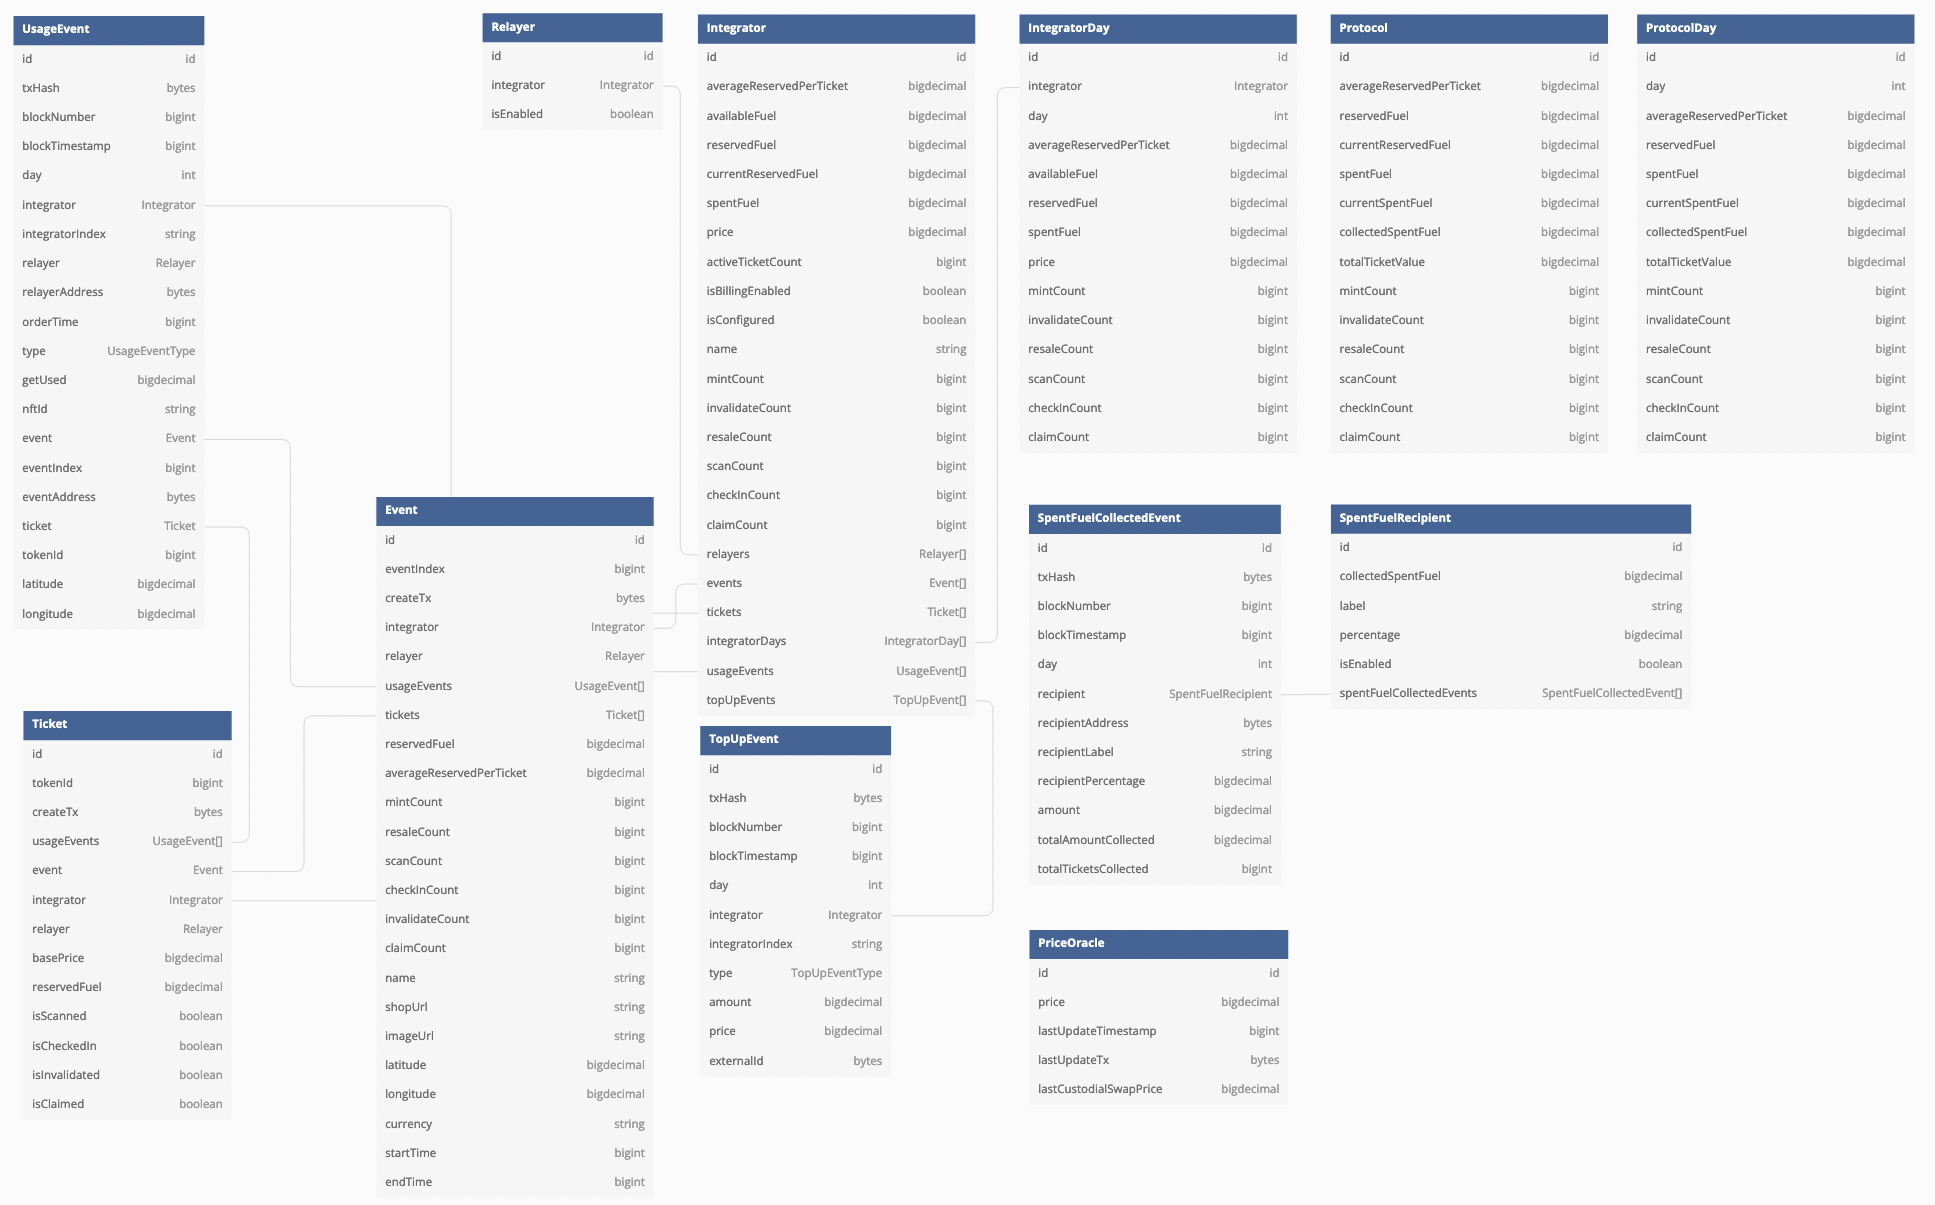 UsageEvent
id id
txHash bytes
blockNumber bigint
blockTimestamp bigint
day int
integrator Integrator
integratorIndex string
relayer Relayer
relayerAddress bytes
orderTime bigint
type UsageEventType
getUsed bigdecimal
nftId string
event Event
eventIndex bigint
eventAddress bytes
ticket Ticket
tokenId bigint
latitude bigdecimal
longitude bigdecimal
Ticket
id id
tokenId bigint
createTx bytes
usageEvents UsageEvent[]
event Event
integrator Integrator
relayer Relayer
basePrice bigdecimal
reservedFuel bigdecimal
isScanned boolean
isCheckedIn boolean
isInvalidated boolean
isClaimed boolean
Relayer
id id
integrator Integrator
isEnabled boolean
Event
id id
eventIndex bigint
createTx bytes
integrator Integrator
relayer Relayer
usageEvents UsageEvent[]
tickets Ticket[]
reservedFuel bigdecimal
averageReservedPerTicket bigdecimal
mintCount bigint
resaleCount bigint
scanCount bigint
checkInCount bigint
invalidateCount bigint
claimCount bigint
name string
shopUrl string
imageUrl string
latitude bigdecimal
longitude bigdecimal
currency string
startTime bigint
endTime bigint
Integrator
id id
averageReservedPerTicket bigdecimal
availableFuel bigdecimal
reservedFuel bigdecimal
currentReservedFuel bigdecimal
spentFuel bigdecimal
price bigdecimal
activeTicketCount bigint
isBillingEnabled boolean
isConfigured boolean
name string
mintCount bigint
invalidateCount bigint
resaleCount bigint
scanCount bigint
checkInCount bigint
claimCount bigint
relayers Relayer[]
events Event[]
tickets Ticket[]
integratorDays IntegratorDay[]
usageEvents UsageEvent[]
topUpEvents TopUpEvent[]
TopUpEvent
id id
txHash bytes
blockNumber bigint
blockTimestamp bigint
day int
integrator Integrator
integratorIndex string
type TopUpEventType
amount bigdecimal
price bigdecimal
externalId bytes
IntegratorDay
id id
integrator Integrator
day int
averageReservedPerTicket bigdecimal
availableFuel bigdecimal
reservedFuel bigdecimal
spentFuel bigdecimal
price bigdecimal
mintCount bigint
invalidateCount bigint
resaleCount bigint
scanCount bigint
checkInCount bigint
claimCount bigint
Protocol
id id
averageReservedPerTicket bigdecimal
reservedFuel bigdecimal
currentReservedFuel bigdecimal
spentFuel bigdecimal
currentSpentFuel bigdecimal
collectedSpentFuel bigdecimal
totalTicketValue bigdecimal
mintCount bigint
invalidateCount bigint
resaleCount bigint
scanCount bigint
checkInCount bigint
claimCount bigint
ProtocolDay
id id
day int
averageReservedPerTicket bigdecimal
reservedFuel bigdecimal
spentFuel bigdecimal
currentSpentFuel bigdecimal
collectedSpentFuel bigdecimal
totalTicketValue bigdecimal
mintCount bigint
invalidateCount bigint
resaleCount bigint
scanCount bigint
checkInCount bigint
claimCount bigint
SpentFuelCollectedEvent
id id
txHash bytes
blockNumber bigint
blockTimestamp bigint
day int
recipient SpentFuelRecipient
recipientAddress bytes
recipientLabel string
recipientPercentage bigdecimal
amount bigdecimal
totalAmountCollected bigdecimal
totalTicketsCollected bigint
SpentFuelRecipient
id id
collectedSpentFuel bigdecimal
label string
percentage bigdecimal
isEnabled boolean
spentFuelCollectedEvents SpentFuelCollectedEvent[]
PriceOracle
id id
price bigdecimal
lastUpdateTimestamp bigint
lastUpdateTx bytes
lastCustodialSwapPrice bigdecimal